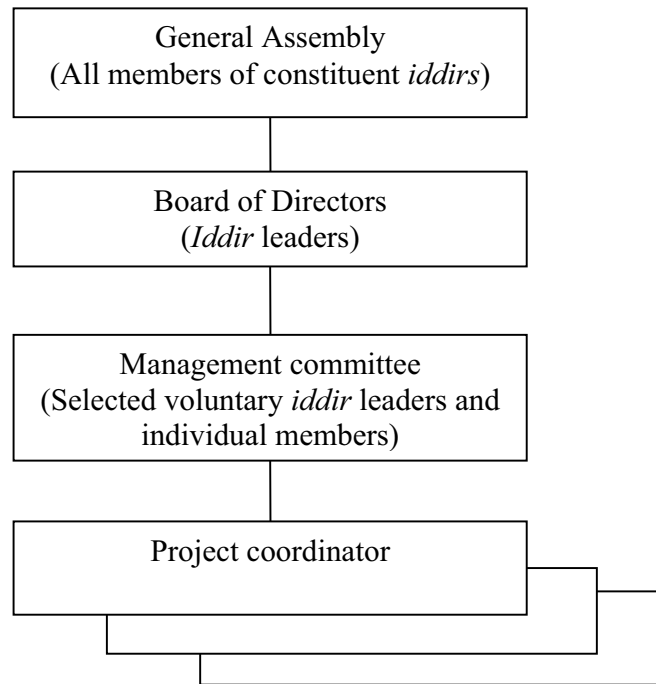 General Assembly
(All members of constituent iddirs)
Board of Directors
(Iddir leaders)
Management committee
(Selected voluntary iddir leaders and
individual members)
Project coordinator